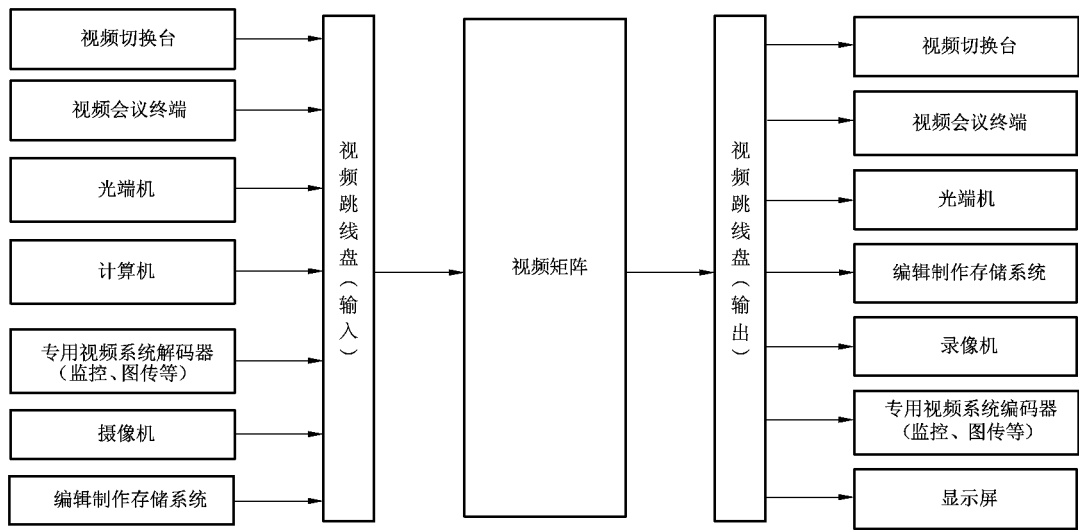 视频切换台
视频会议终端
光端机
计算机
专用视频系统解码器
（监控、图传等）
摄像机
编辑制作存储系统
视频跳线盘（输入）
视频矩阵
视频跳线盘（输出）
视频切换台
视频会议终端
光端机
编辑制作存储系统
录像机
专用视频系统编码器
（监控、图传等）
显示屏